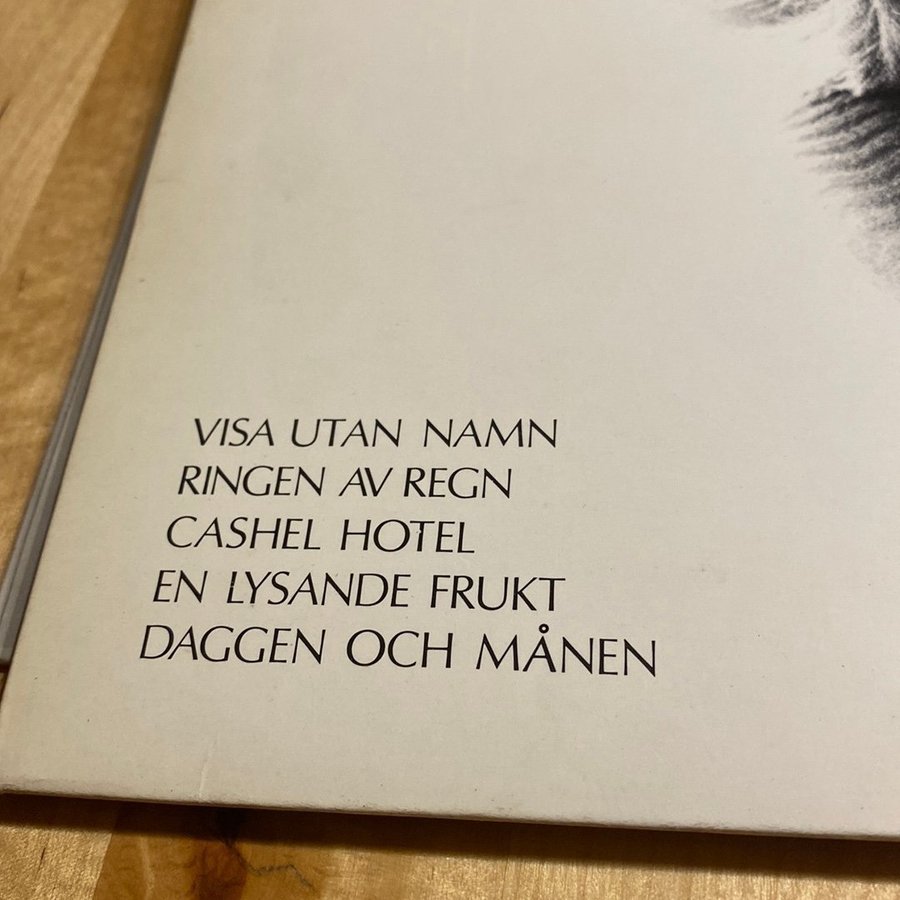 VISA UTAN NAMN
RINGEN AV REGN
CASHEL HOTEL
EN LYSANDE FRUKT
DAGGEN OCH MÅNEN